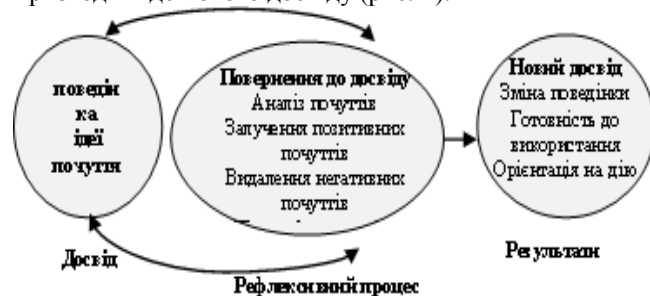 поведін
ка
ідеї
почуття
Повернення до досвіду
Аналіз почуттів
Залучення позитивних
почуттів
Видалення негативних
почуттів
Новий досвід
Зміна поведінки
Готовність до
використання
Орієнтація на дію
Досвід
Рефлексивний процес
Результати